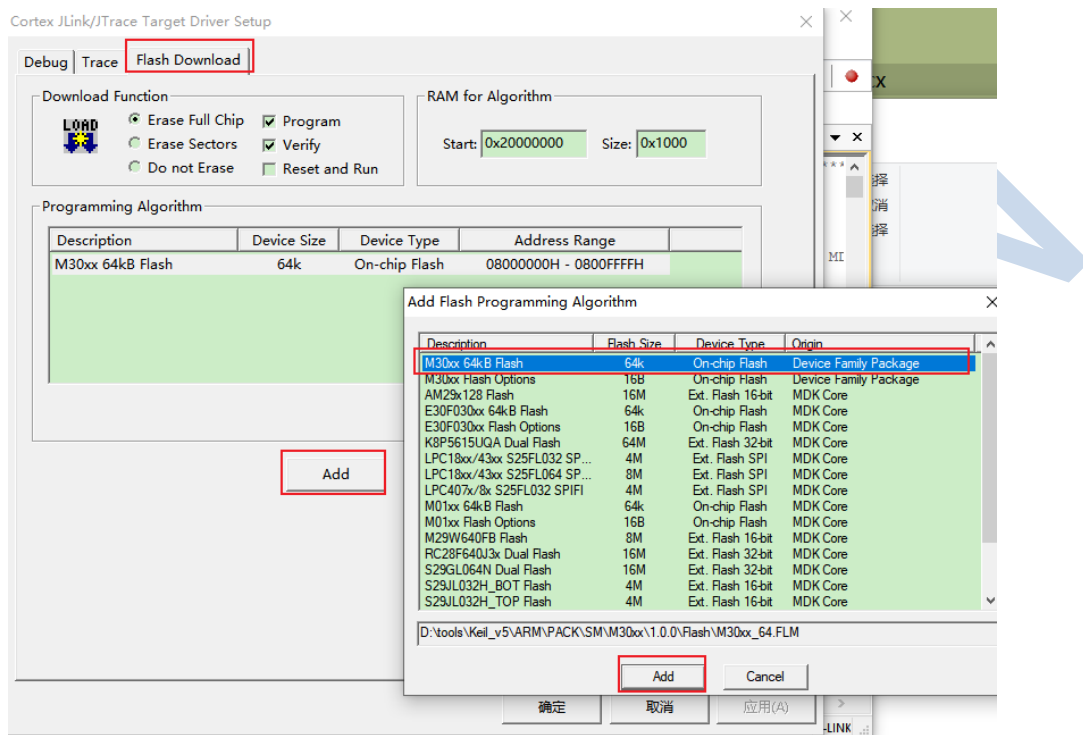 Cortex JLink/JTrace Target Driver Setup
Debug Trace Flash Download
Download Function
LOAD
Erase Full Chip Program
Erase Sectors Verify
Do not Erase Reset and Run
RAM for Algorithm
Start: 0x20000000 Size: 0x1000
Programming Algorithm
Description Device Size Device Type Address Range
M30xx 64kB Flash 64k On-chip Flash 08000000H - 0800FFFFH
Add
Add Flash Programming Algorithm
Description Flash Size Device Type Origin
M30xx 64kB Flash 64k On-chip Flash Device Family Package
M30xx Flash Options 16B On-chip Flash Device Family Package
AM29x128 Flash 16M Ext. Flash 16-bit MDK Core
E30F030xx 64kB Flash 64k On-chip Flash MDK Core
E30F030xx Flash Options 16B On-chip Flash MDK Core
K8P5615UQA Dual Flash 64M Ext. Flash 32-bit MDK Core
LPC18xx/43xx S25FL032 SP... 4M Ext. Flash SPI MDK Core
LPC18xx/43xx S25FL064 SP... 8M Ext. Flash SPI MDK Core
LPC407x/8x S25FL032 SPIFI 4M Ext. Flash SPI MDK Core
M01xx 64kB Flash 64k On-chip Flash MDK Core
M01xx Flash Options 16B On-chip Flash MDK Core
M29W640FB Flash 8M Ext. Flash 16-bit MDK Core
RC28F640J3x Dual Flash 16M Ext. Flash 32-bit MDK Core
S29GL064N Dual Flash 16M Ext. Flash 32-bit MDK Core
S29JL032H_BOT Flash 4M Ext. Flash 16-bit MDK Core
S29JL032H_TOP Flash 4M Ext. Flash 16-bit MDK Core
D:\tools\Keil_v5\ARM\PACK\SM\M30xx\1.0.0\Flash\M30xx_64.FLM
Add Cancel
确定 取消 应用(A)
***
MI
-LINK